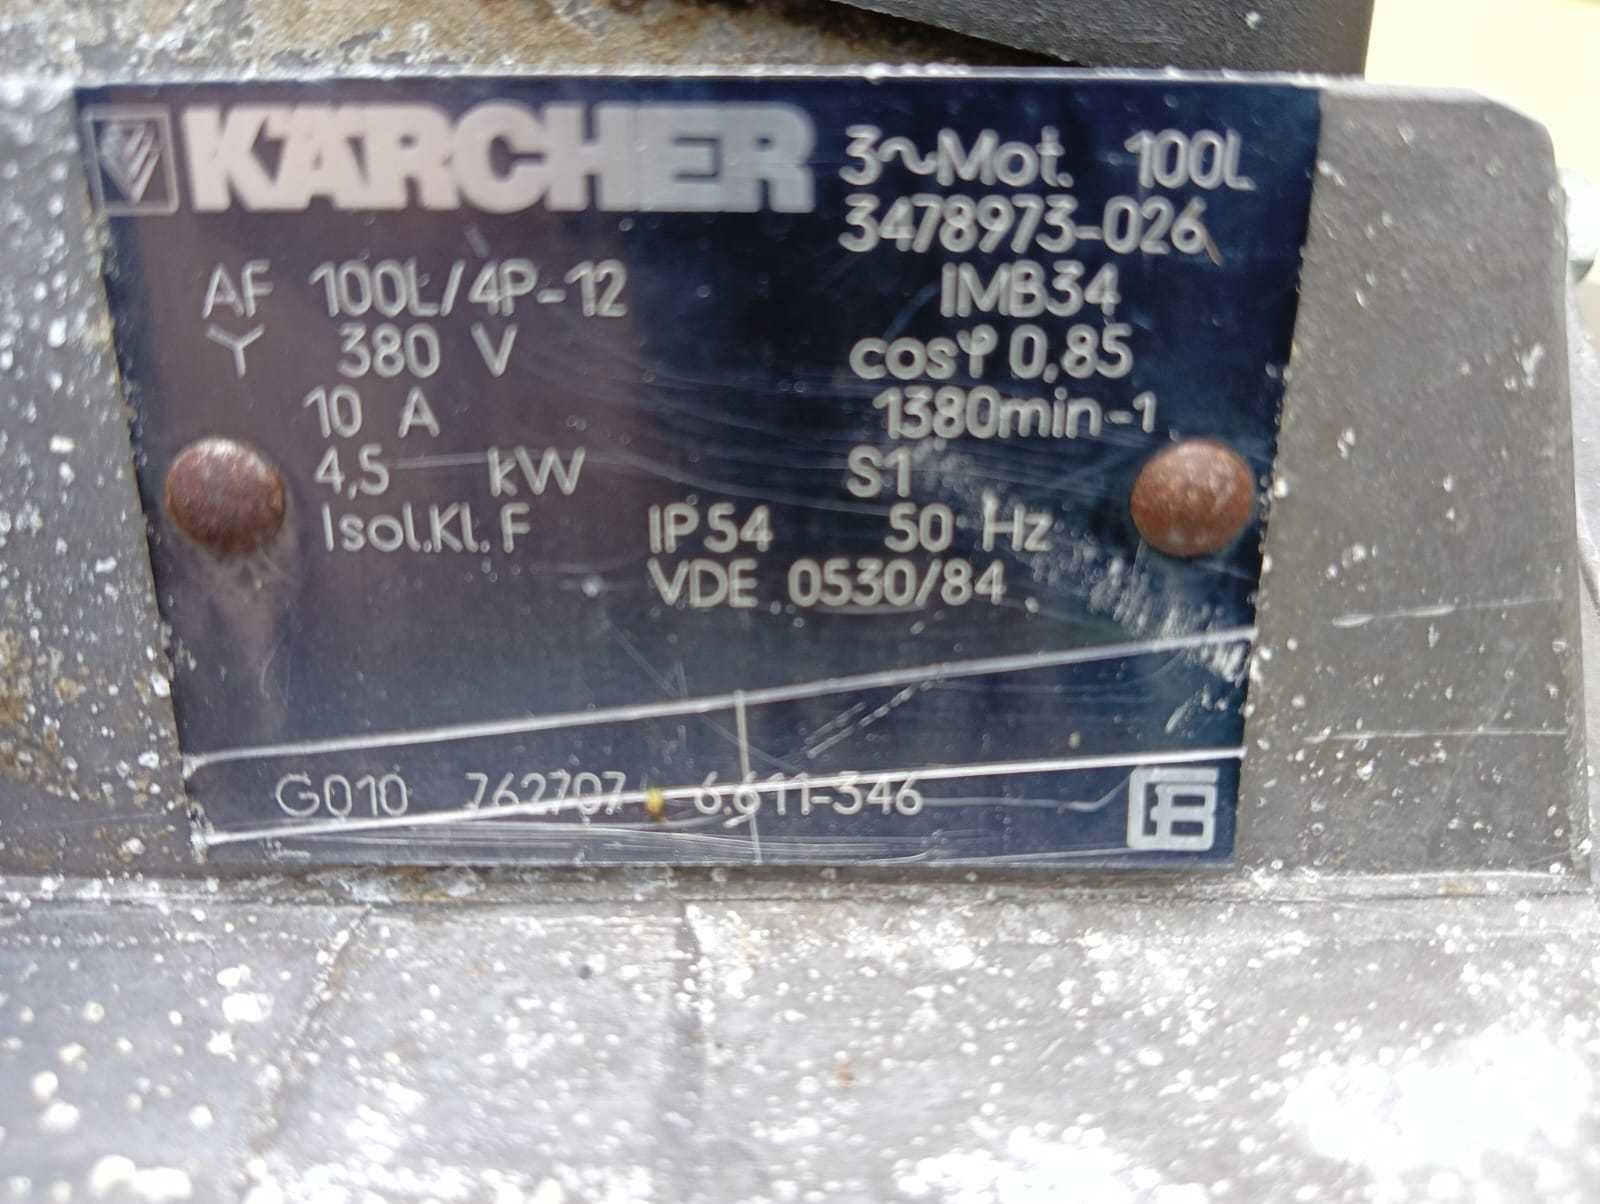 KÄRCHER
3~Mot. 100L
3478973-026
AF 100L/4P-12 IMB34
Y 380 V cosφ 0,85
10 A 1380min-1
4,5 kW S1
Isol.Kl. F IP54 50 Hz
VDE 0530/84
G010 762707 6.611-346